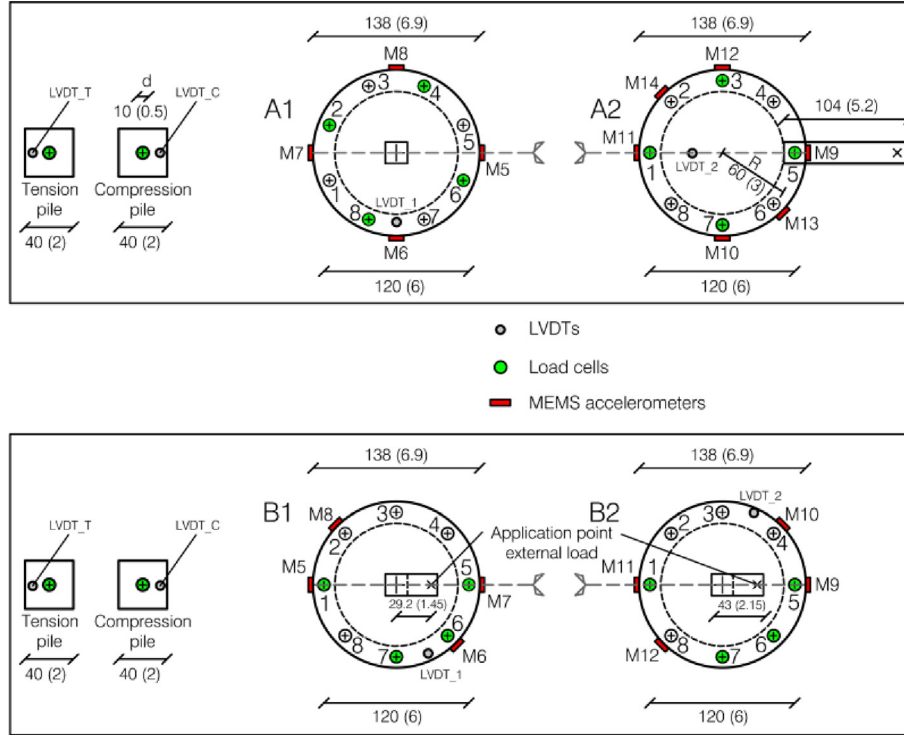 138 (6.9)
138 (6.9)
M8
M12
LVDT_T
d
10 (0.5)
LVDT_C
A1
3
4
2
5
M7
M5
1
6
8
7
LVDT_1
M6
120 (6)
A2
M14
3
2
4
104 (5.2)
M11
M9
1
LVDT_2
R
60 (3)
5
8
6
7
M13
M10
120 (6)
Tension
pile
Compression
pile
40 (2)
40 (2)
LVDTs
Load cells
MEMS accelerometers
138 (6.9)
138 (6.9)
LVDT_T
LVDT_C
B1
M8
3
2
4
M5
1
5
M7
29.2 (1.45)
8
6
7
M6
LVDT_1
120 (6)
Application point
external load
B2
LVDT_2
M10
3
2
4
M11
1
5
M9
43 (2.15)
8
6
7
M12
120 (6)
Tension
pile
Compression
pile
40 (2)
40 (2)